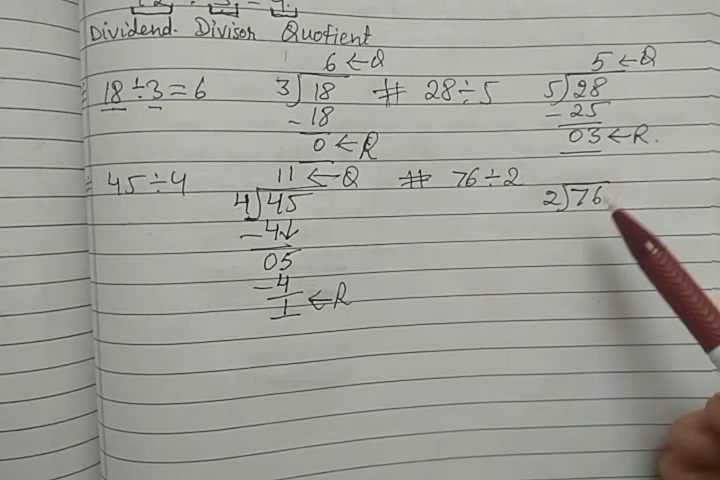 Dividend. Divisor Quotient
6 ← Q
5 ← Q
18 ÷ 3 = 6
3)18
# 28 ÷ 5
5)28
- 18
- 25
0 ← R
03 ← R.
11 ← Q
45 ÷ 4
4)45
# 76 ÷ 2
2)76
- 4↓
05
- 4
1 ← R